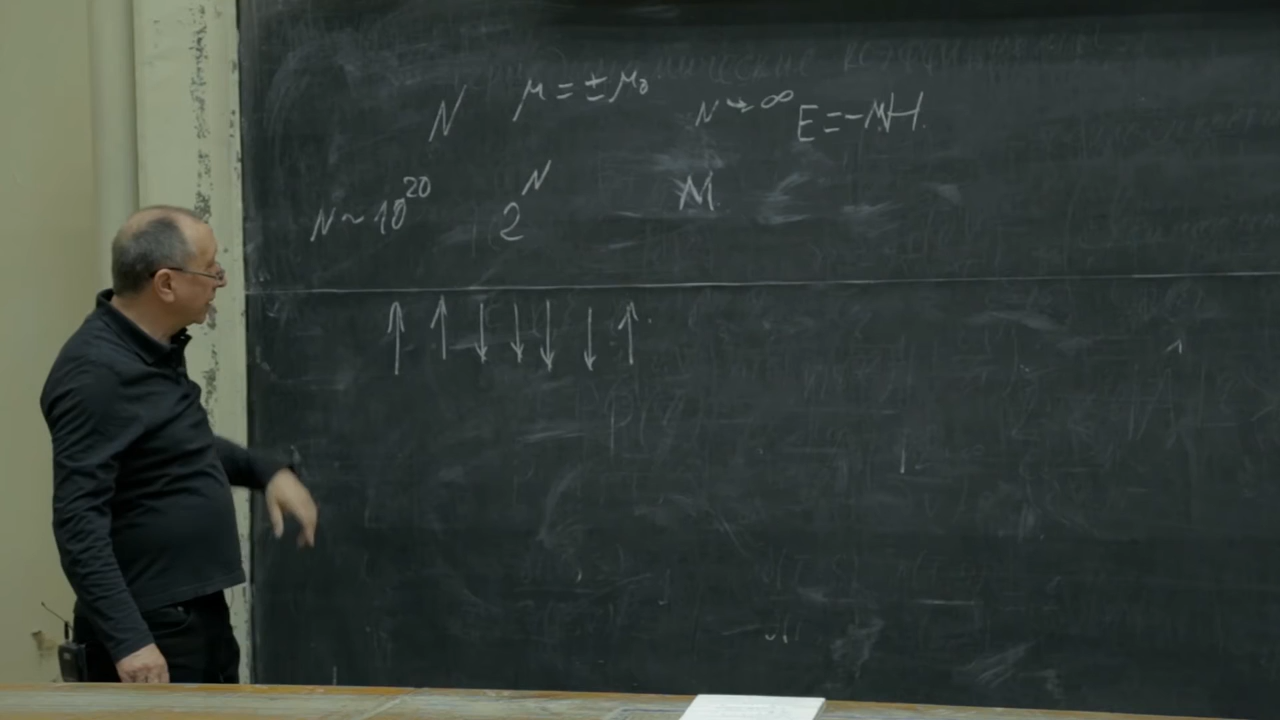 N μ = ± μ₀ N → ∞ E = -MH.
N ~ 10²⁰ 2ᴺ M
↑ ↑ ↓ ↓ ↓ ↓ ↑ .